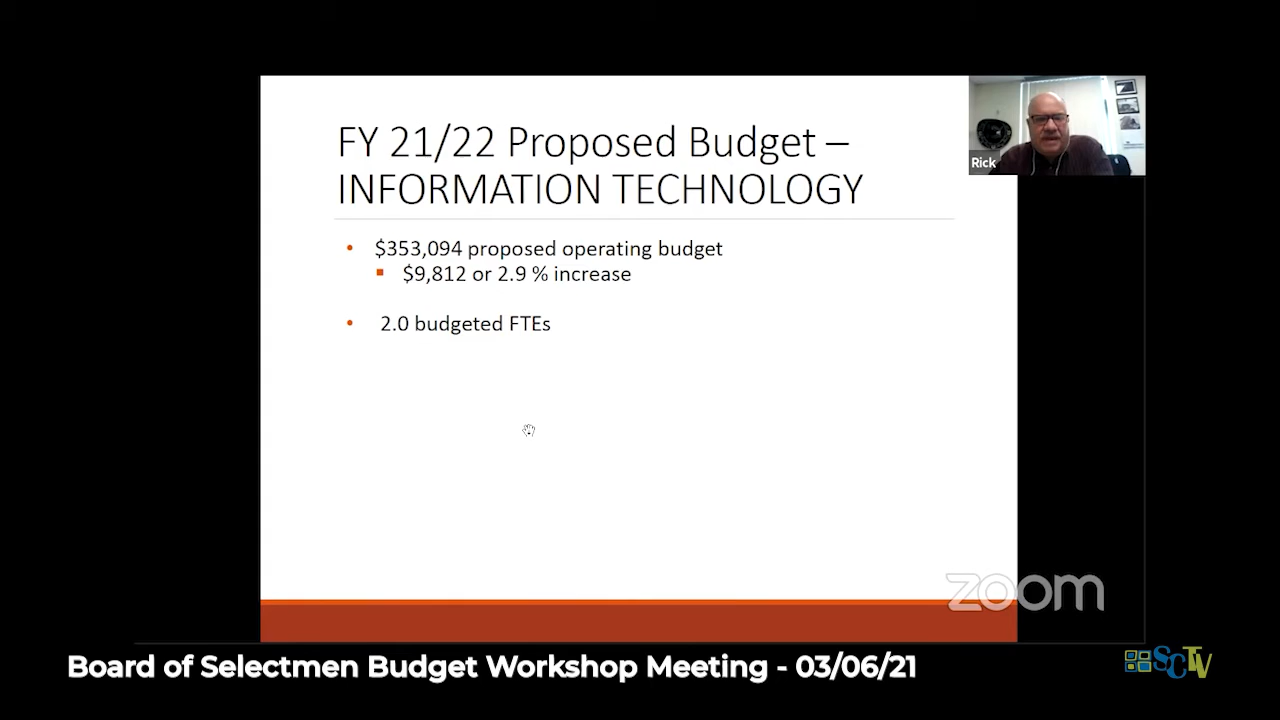 FY 21/22 Proposed Budget –
INFORMATION TECHNOLOGY
• $353,094 proposed operating budget
▪ $9,812 or 2.9 % increase
• 2.0 budgeted FTEs
Rick
zoom
Board of Selectmen Budget Workshop Meeting - 03/06/21
SCTV